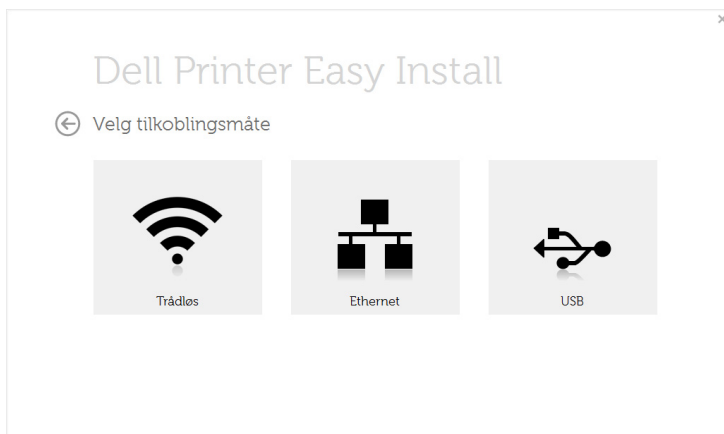 Dell Printer Easy Install
Velg tilkoblingsmåte
Trådløs
Ethernet
USB